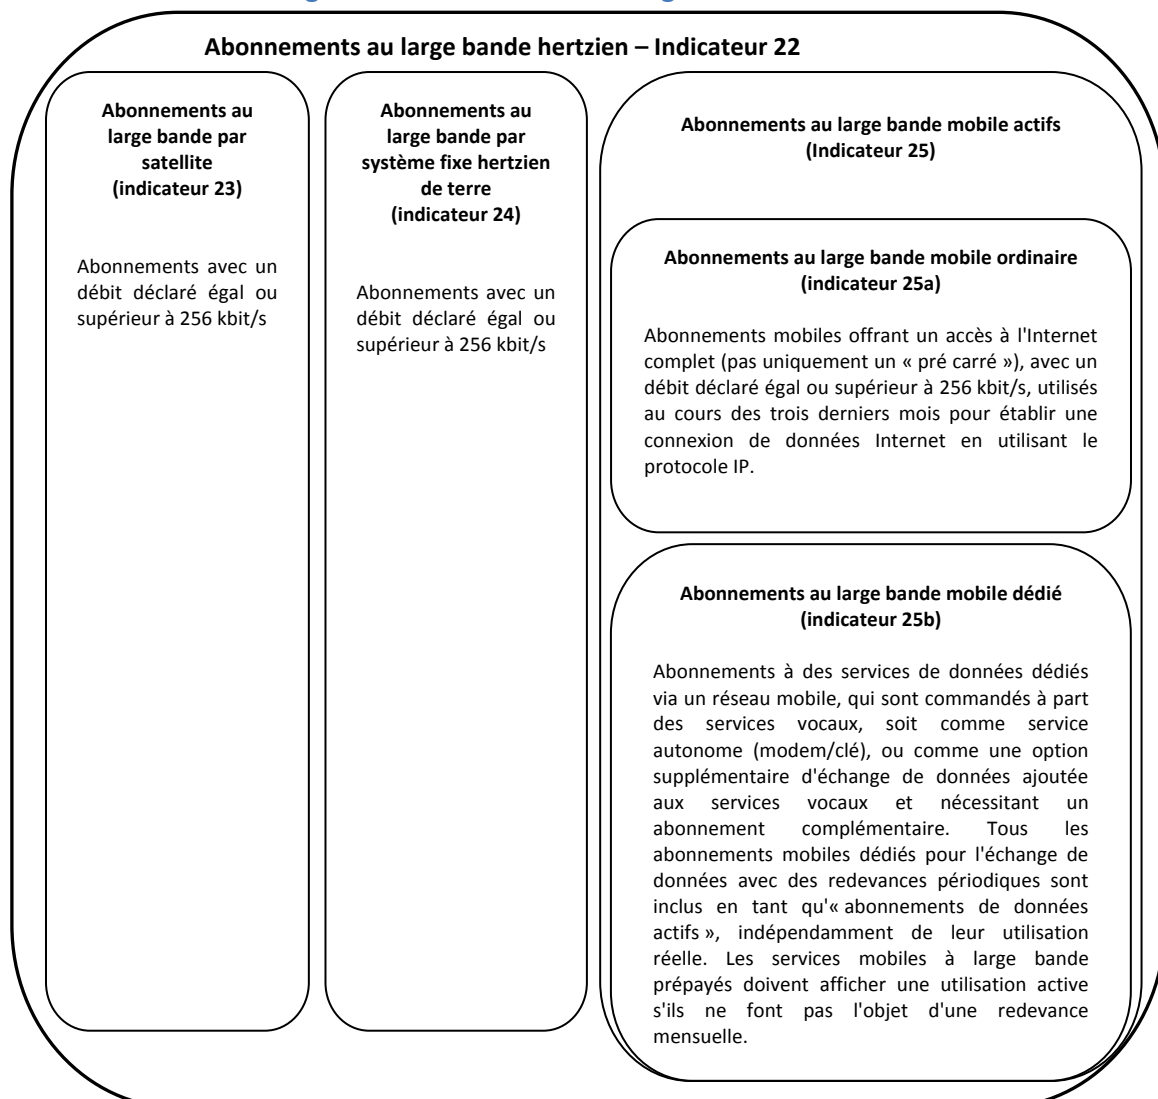 Abonnements au large bande hertzien – Indicateur 22
Abonnements au
large bande par
satellite
(indicateur 23)
Abonnements avec un
débit déclaré égal ou
supérieur à 256 kbit/s
Abonnements au
large bande par
système fixe hertzien
de terre
(indicateur 24)
Abonnements avec un
débit déclaré égal ou
supérieur à 256 kbit/s
Abonnements au large bande mobile actifs
(Indicateur 25)
Abonnements au large bande mobile ordinaire
(indicateur 25a)
Abonnements mobiles offrant un accès à l'Internet
complet (pas uniquement un « pré carré »), avec un
débit déclaré égal ou supérieur à 256 kbit/s, utilisés
au cours des trois derniers mois pour établir une
connexion de données Internet en utilisant le
protocole IP.
Abonnements au large bande mobile dédié
(indicateur 25b)
Abonnements à des services de données dédiés
via un réseau mobile, qui sont commandés à part
des services vocaux, soit comme service
autonome (modem/clé), ou comme une option
supplémentaire d'échange de données ajoutée
aux services vocaux et nécessitant un
abonnement complémentaire. Tous les
abonnements mobiles dédiés pour l'échange de
données avec des redevances périodiques sont
inclus en tant qu'« abonnements de données
actifs », indépendamment de leur utilisation
réelle. Les services mobiles à large bande
prépayés doivent afficher une utilisation active
s'ils ne font pas l'objet d'une redevance
mensuelle.